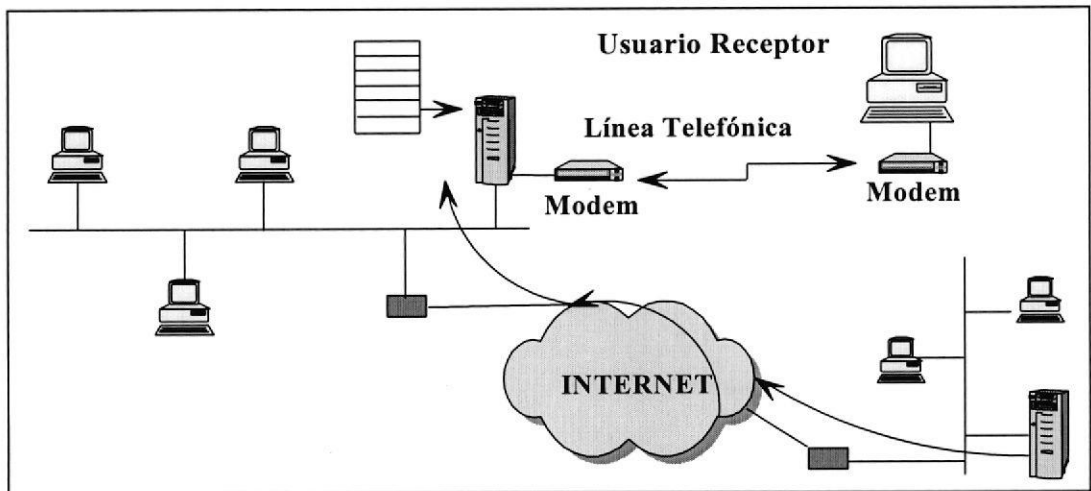 Usuario Receptor
Línea Telefónica
Modem
Modem
INTERNET